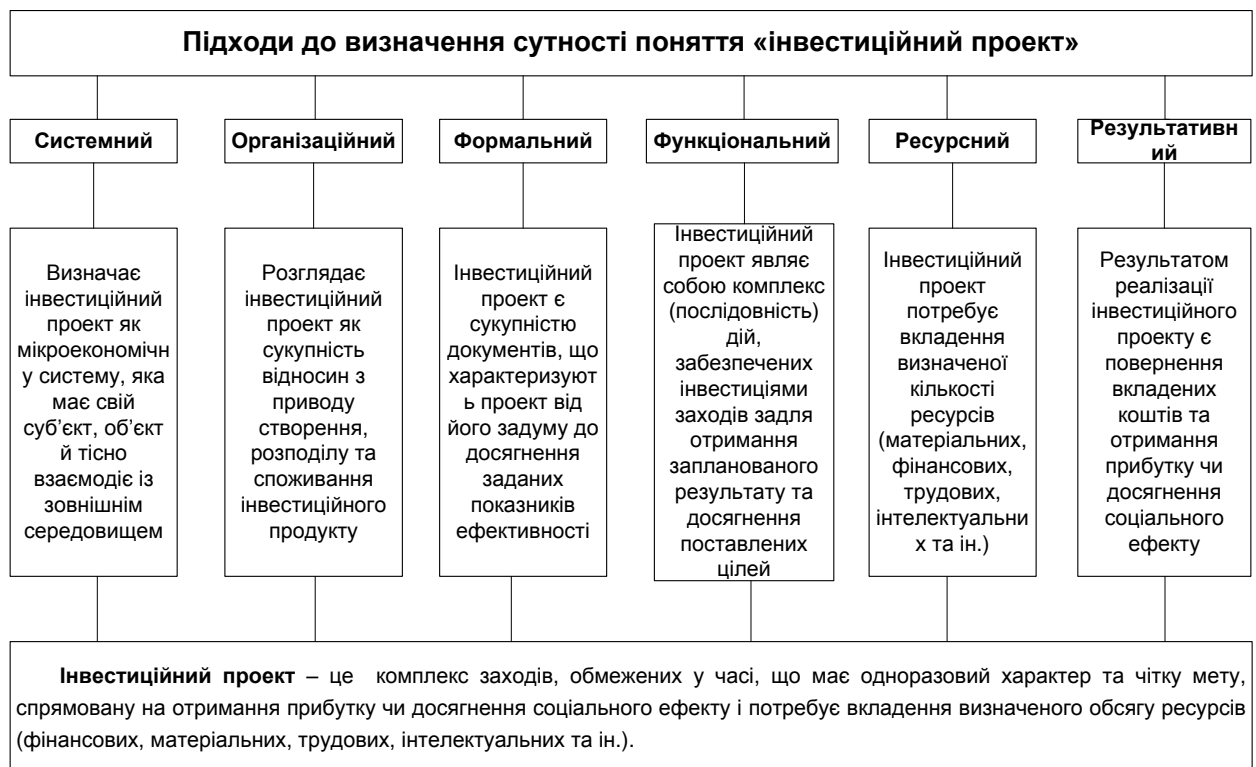 Підходи до визначення сутності поняття «інвестиційний проект»
Системний
Організаційний
Формальний
Функціональний
Ресурсний
Результативн
ий
Визначає
інвестиційний
проект як
мікроекономічн
у систему, яка
має свій
суб’єкт, об’єкт
й тісно
взаємодіє із
зовнішнім
середовищем
Розглядає
інвестиційний
проект як
сукупність
відносин з
приводу
створення,
розподілу та
споживання
інвестиційного
продукту
Інвестиційний
проект є
сукупністю
документів, що
характеризуют
ь проект від
його задуму до
досягнення
заданих
показників
ефективності
Інвестиційний
проект являє
собою комплекс
(послідовність)
дій,
забезпечених
інвестиціями
заходів задля
отримання
запланованого
результату та
досягнення
поставлених
цілей
Інвестиційний
проект
потребує
вкладення
визначеної
кількості
ресурсів
(матеріальних,
фінансових,
трудових,
інтелектуальни
х та ін.)
Результатом
реалізації
інвестиційного
проекту є
повернення
вкладених
коштів та
отримання
прибутку чи
досягнення
соціального
ефекту
Інвестиційний проект – це комплекс заходів, обмежених у часі, що має одноразовий характер та чітку мету,
спрямовану на отримання прибутку чи досягнення соціального ефекту і потребує вкладення визначеного обсягу ресурсів
(фінансових, матеріальних, трудових, інтелектуальних та ін.).